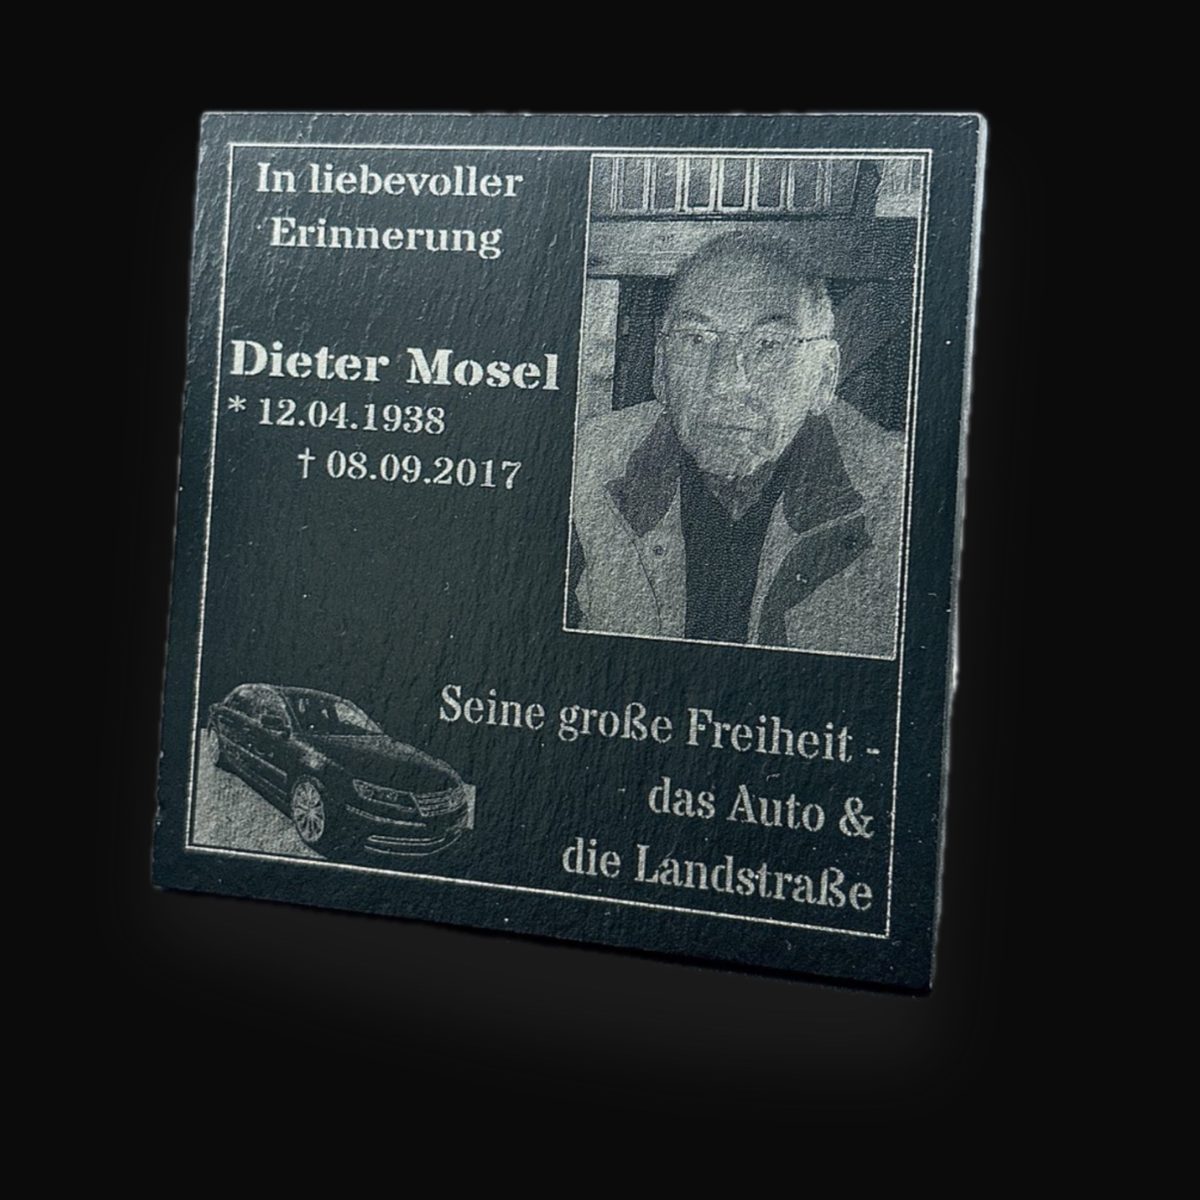 In liebevoller
Erinnerung
Dieter Mosel
* 12.04.1938
† 08.09.2017
Seine große Freiheit -
das Auto &
die Landstraße